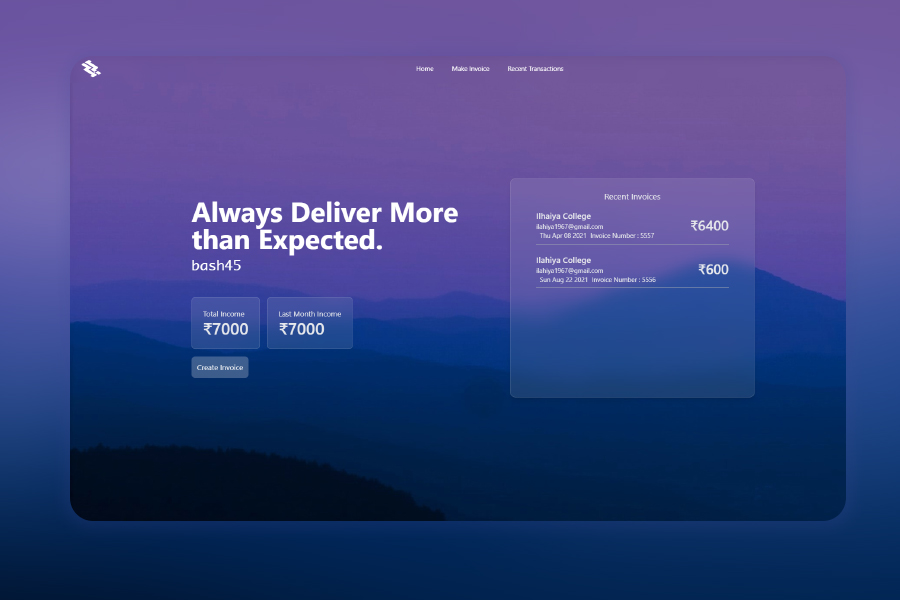 Home Make Invoice Recent Transactions
Always Deliver More
than Expected.
bash45
Total Income
₹7000
Last Month Income
₹7000
Create Invoice
Recent Invoices
Ilhaiya College
ilahiya1967@gmail.com
Thu Apr 08 2021 Invoice Number : 5557
₹6400
Ilahiya College
ilahiya1967@gmail.com
Sun Aug 22 2021 Invoice Number : 5556
₹600